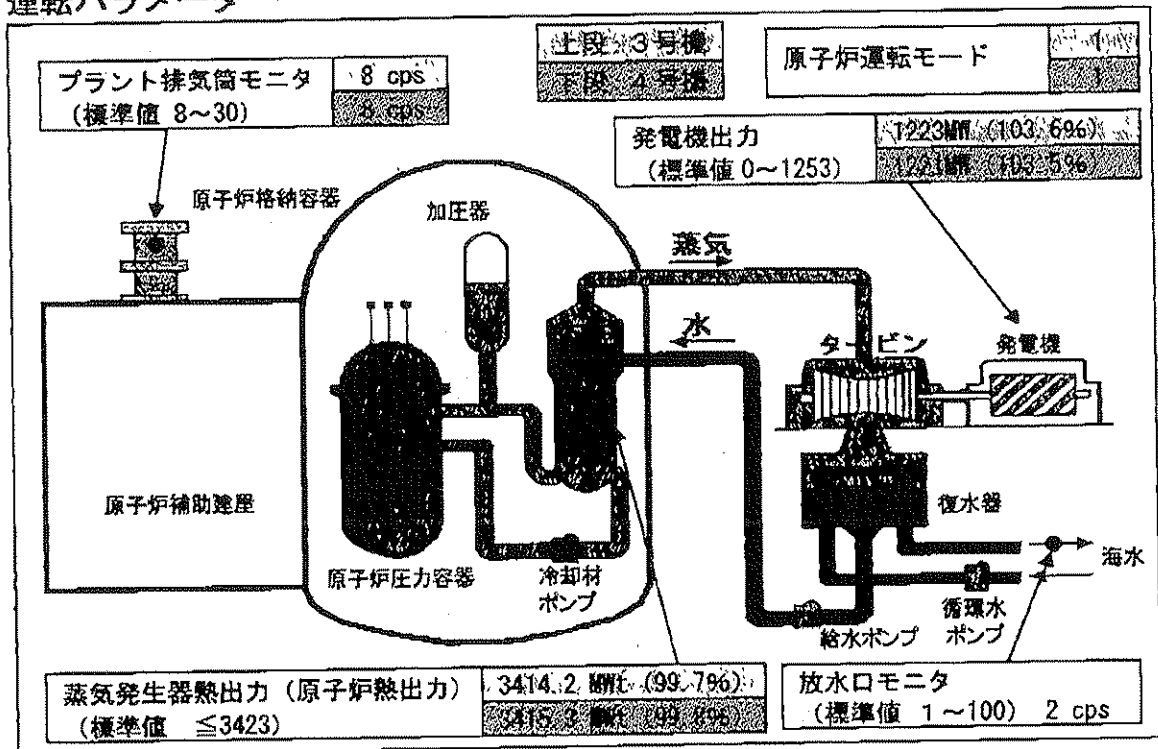 運転パラメータ
上段 3号機
下段 4号機
原子炉運転モード
1
1
プラント排気筒モニタ
(標準値 8~30)
8 cps
8 cps
発電機出力
(標準値 0~1253)
1223MW (103.6%)
1221MW (103.5%)
原子炉格納容器
加圧器
蒸気
水
タービン
発電機
原子炉補助建屋
原子炉圧力容器
冷却材
ポンプ
復水器
海水
循環水
ポンプ
給水ポンプ
蒸気発生器熱出力(原子炉熱出力)
(標準値 ≦3423)
3414.2 MWt (99.7%)
3415.3 MWt (99.8%)
放水口モニタ
(標準値 1~100) 2 cps